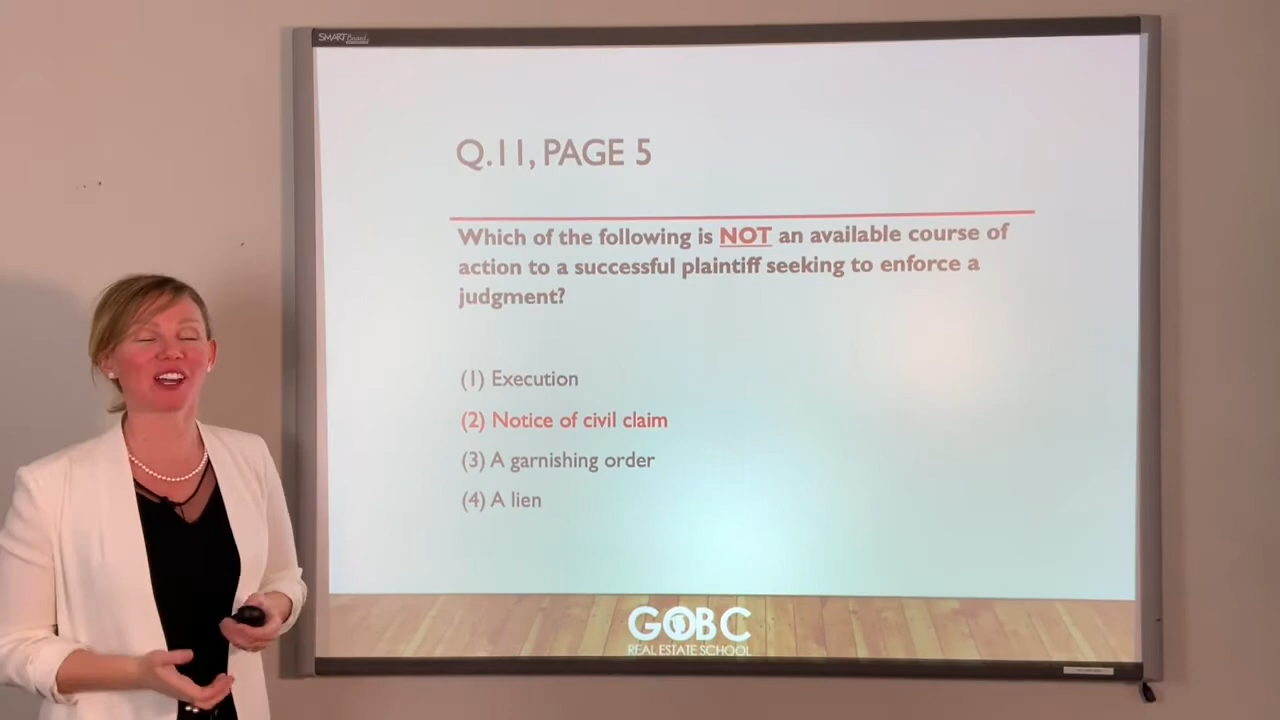 SMART Board
Q.11, PAGE 5
Which of the following is NOT an available course of
action to a successful plaintiff seeking to enforce a
judgment?
(1) Execution
(2) Notice of civil claim
(3) A garnishing order
(4) A lien
GOBC
REAL ESTATE SCHOOL